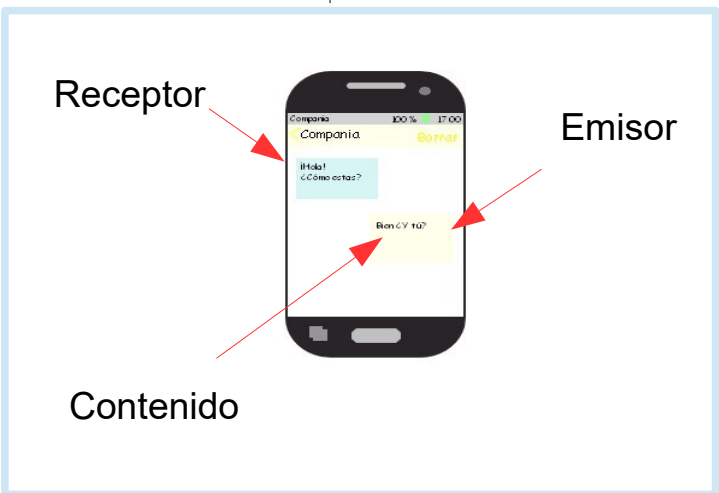 Receptor
Emisor
Compania 100 % 17 00
Compania Borrar
¡Hola!
¿Cómo estas?
Bien ¿Y tú?
Contenido